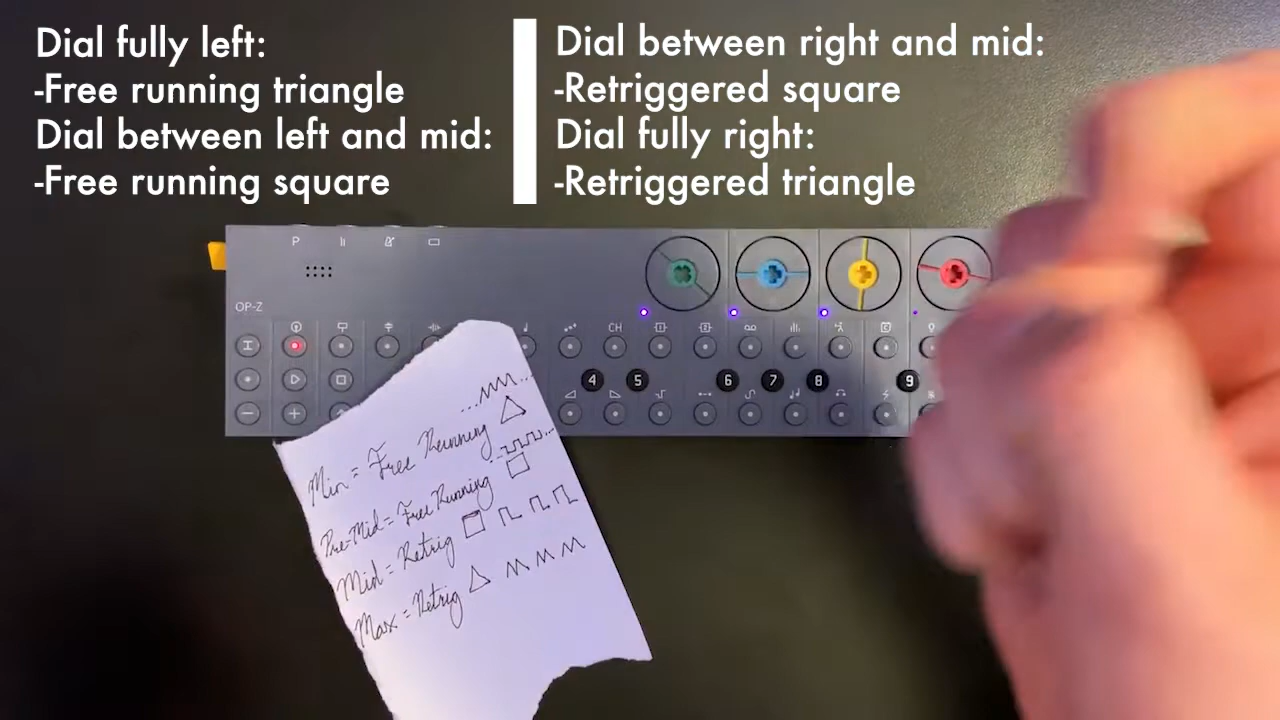 Dial fully left:
-Free running triangle
Dial between left and mid:
-Free running square
Dial between right and mid:
-Retriggered square
Dial fully right:
-Retriggered triangle
P
OP-Z
CH
4 5 6 7 8 9
Min = Free Running
Pre-Mid = Free Running
Mid = Retrig
Max = Retrig